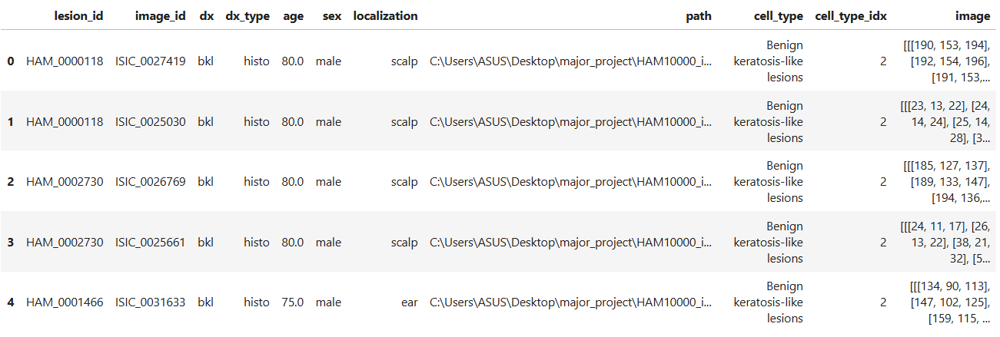 lesion_id image_id dx dx_type age sex localization path cell_type cell_type_idx image
0 HAM_0000118 ISIC_0027419 bkl histo 80.0 male scalp C:\Users\ASUS\Desktop\major_project\HAM10000_i... Benign keratosis-like lesions 2 [[[190, 153, 194], [192, 154, 196], [191, 153,...
1 HAM_0000118 ISIC_0025030 bkl histo 80.0 male scalp C:\Users\ASUS\Desktop\major_project\HAM10000_i... Benign keratosis-like lesions 2 [[[23, 13, 22], [24, 14, 24], [25, 14, 28], [3...
2 HAM_0002730 ISIC_0026769 bkl histo 80.0 male scalp C:\Users\ASUS\Desktop\major_project\HAM10000_i... Benign keratosis-like lesions 2 [[[185, 127, 137], [189, 133, 147], [194, 136,...
3 HAM_0002730 ISIC_0025661 bkl histo 80.0 male scalp C:\Users\ASUS\Desktop\major_project\HAM10000_i... Benign keratosis-like lesions 2 [[[24, 11, 17], [26, 13, 22], [38, 21, 32], [5...
4 HAM_0001466 ISIC_0031633 bkl histo 75.0 male ear C:\Users\ASUS\Desktop\major_project\HAM10000_i... Benign keratosis-like lesions 2 [[[134, 90, 113], [147, 102, 125], [159, 115, ...